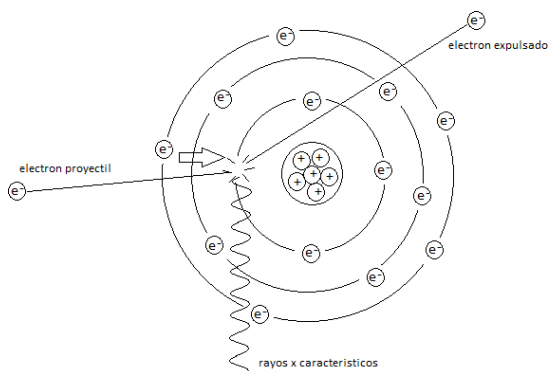 e⁻
e⁻
electron expulsado
e⁻
e⁻
e⁻
e⁻
e⁻
+ +
electron proyectil
e⁻
+ + +
e⁻
+
e⁻
e⁻
e⁻
e⁻
e⁻
e⁻
rayos x caracteristicos